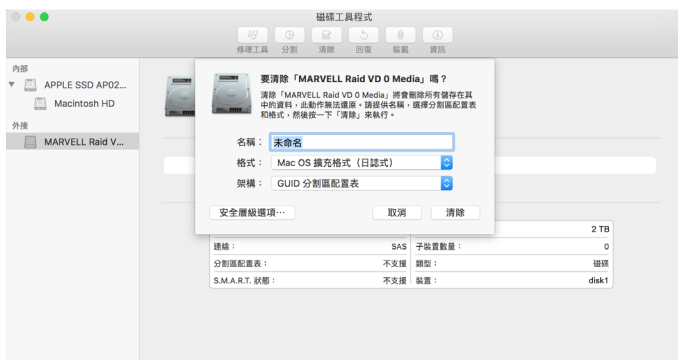 磁碟工具程式
修理工具 分割 清除 回復 裝載 資訊
內部
APPLE SSD AP02...
Macintosh HD
外接
MARVELL Raid V...
要清除「MARVELL Raid VD 0 Media」嗎？
清除「MARVELL Raid VD 0 Media」將會刪除所有儲存在其
中的資料，此動作無法還原。請提供名稱，選擇分區配置表
和格式，然後按一下「清除」來執行。
名稱： 未命名
格式： Mac OS 擴充格式（日誌式）
架構： GUID 分割區配置表
安全層級選項⋯ 取消 清除
2 TB
連線： SAS 子裝置數量： 0
分割區配置表： 不支援 類型： 磁碟
S.M.A.R.T. 狀態： 不支援 裝置： disk1